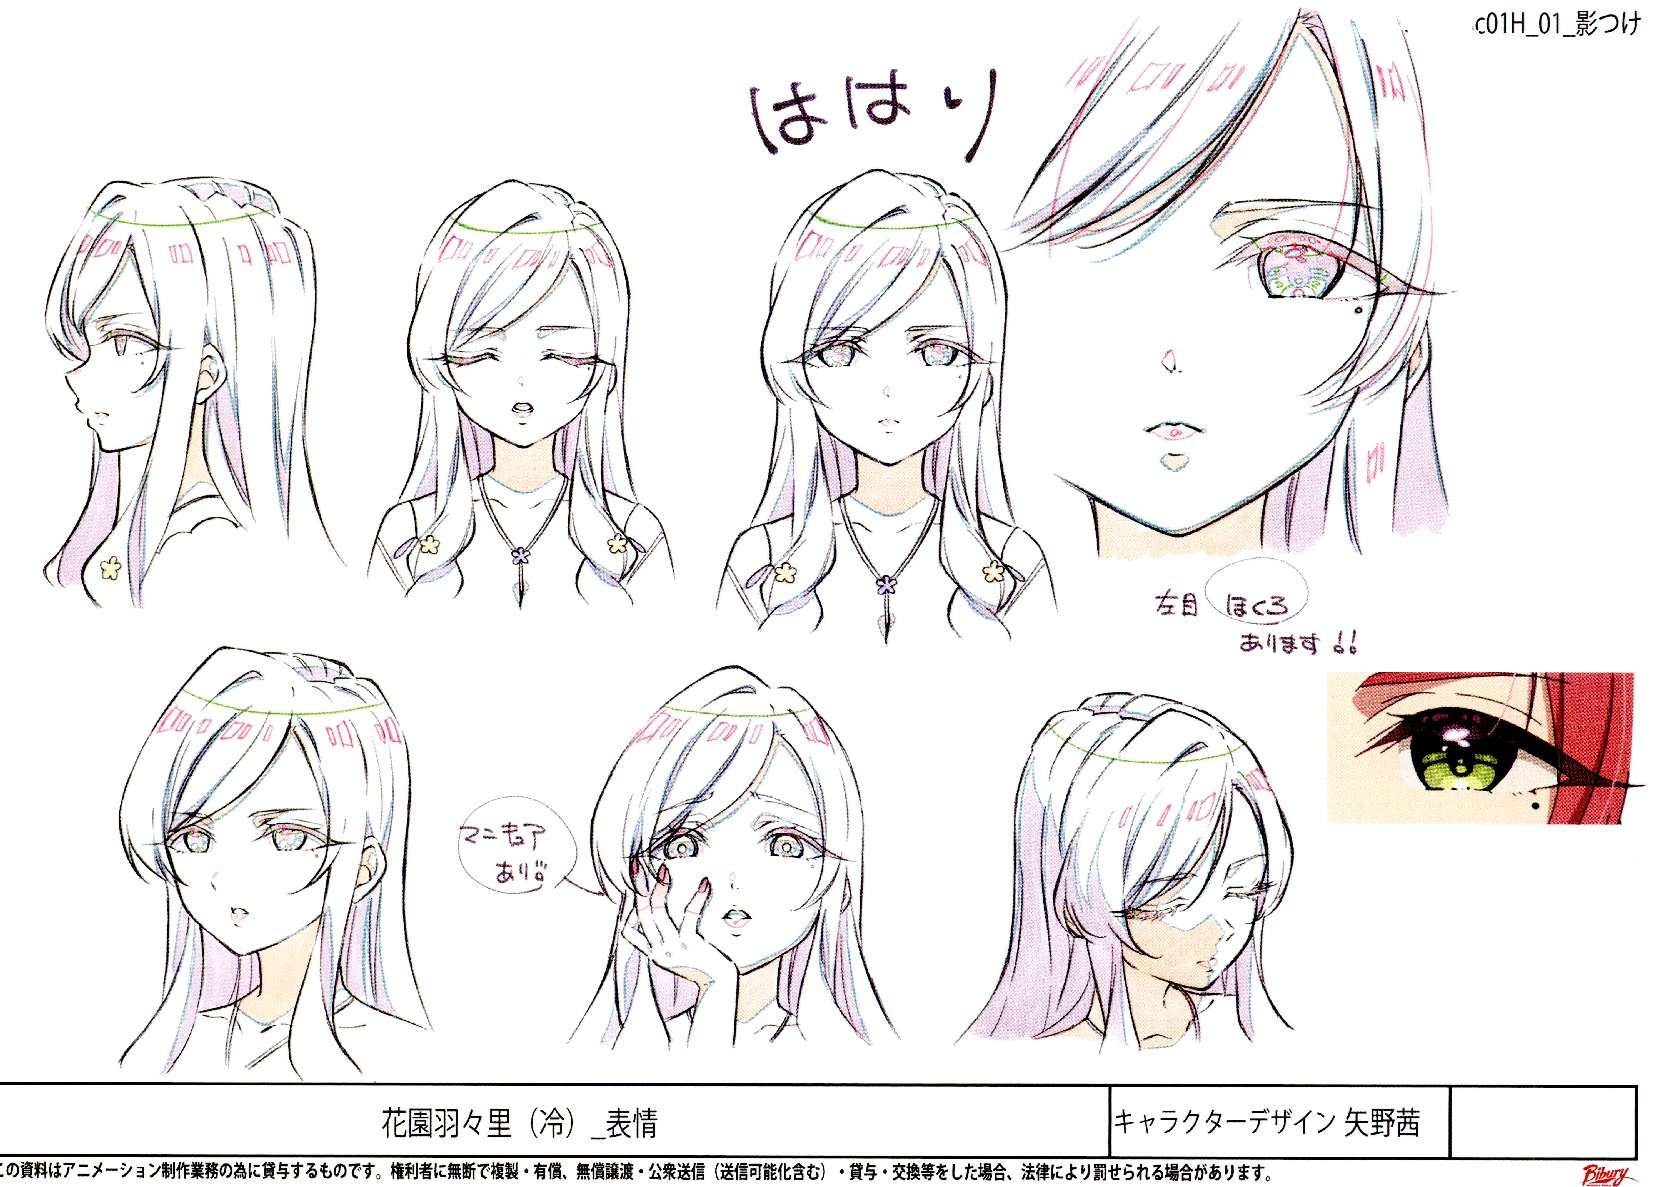 c01H_01_影つけ
ははり
左目 ほくろ
あります!!
マニキュア
あり!!
花園羽々里（冷）_表情
キャラクターデザイン 矢野茜
この資料はアニメーション制作業務の為に貸与するものです。権利者に無断で複製・有償、無償譲渡・公衆送信（送信可能化含む）・貸与・交換等をした場合、法律により罰せられる場合があります。
Bibury